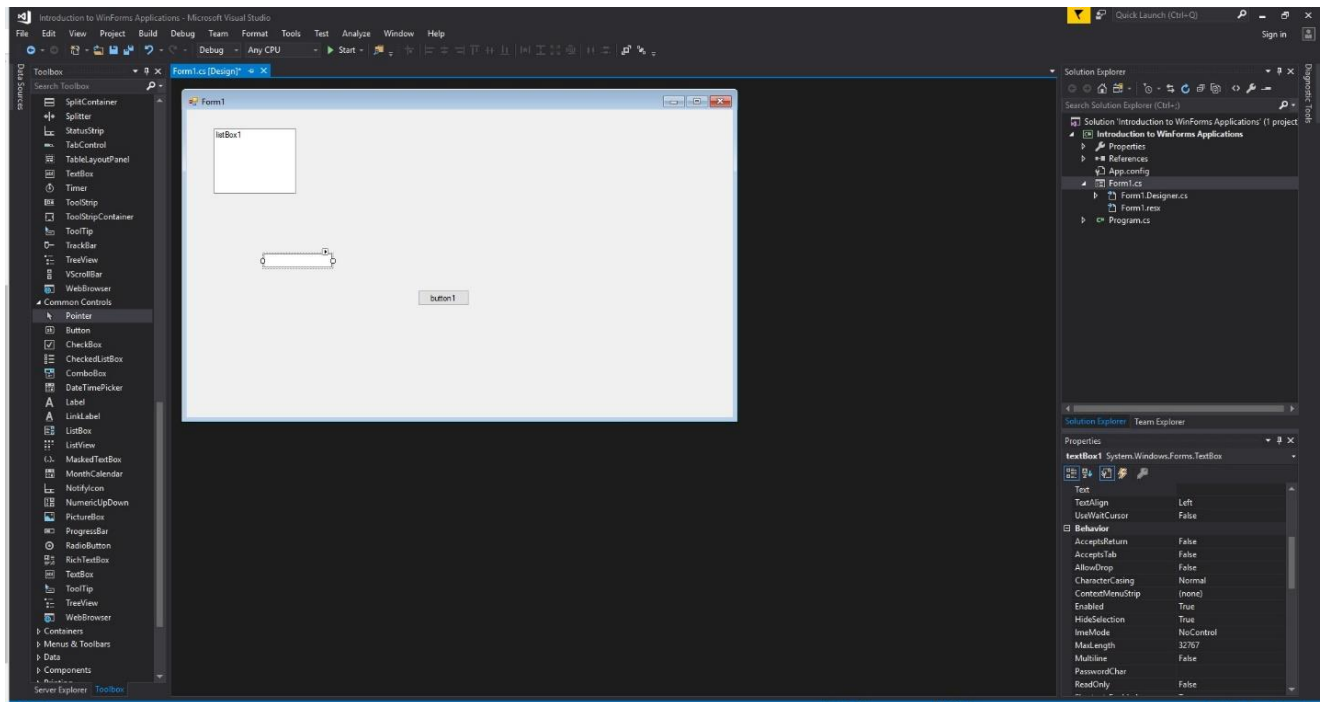 Introduction to WinForms Applications - Microsoft Visual Studio
Quick Launch (Ctrl+Q)
File Edit View Project Build Debug Team Format Tools Test Analyze Window Help
Sign in
Debug Any CPU Start
Data Sources
Toolbox
Search Toolbox
SplitContainer
Splitter
StatusStrip
TabControl
TableLayoutPanel
TextBox
Timer
ToolStrip
ToolStripContainer
ToolTip
TrackBar
TreeView
VScrollBar
WebBrowser
Common Controls
Pointer
Button
CheckBox
CheckedListBox
ComboBox
DateTimePicker
Label
LinkLabel
ListBox
ListView
MaskedTextBox
MonthCalendar
NotifyIcon
NumericUpDown
PictureBox
ProgressBar
RadioButton
RichTextBox
TextBox
ToolTip
TreeView
WebBrowser
Containers
Menus & Toolbars
Data
Components
Server Explorer Toolbox
Form1.cs [Design]*
Form1
listBox1
button1
Solution Explorer
Search Solution Explorer (Ctrl+;)
Solution 'Introduction to WinForms Applications' (1 project
Introduction to WinForms Applications
Properties
References
App.config
Form1.cs
Form1.Designer.cs
Form1.resx
Program.cs
Solution Explorer Team Explorer
Properties
textBox1 System.Windows.Forms.TextBox
Text
TextAlign Left
UseWaitCursor False
Behavior
AcceptsReturn False
AcceptsTab False
AllowDrop False
CharacterCasing Normal
ContextMenuStrip (none)
Enabled True
HideSelection True
ImeMode NoControl
MaxLength 32767
Multiline False
PasswordChar
ReadOnly False
Diagnostic Tools